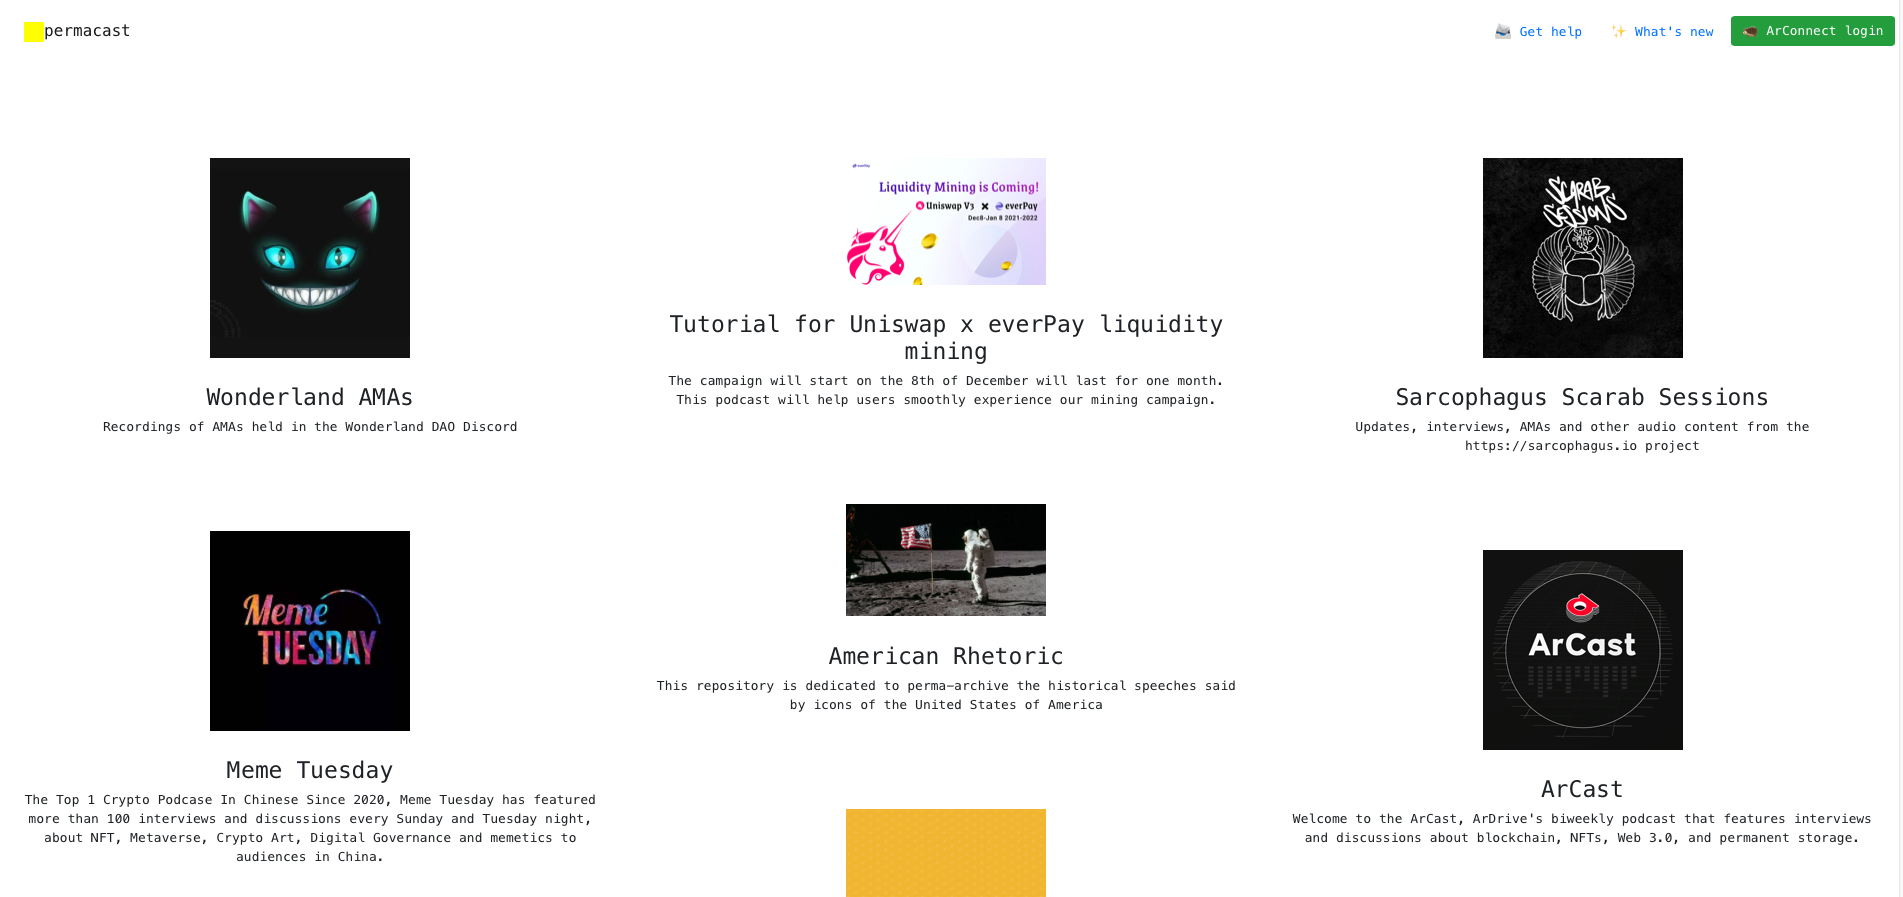 permacast
Get help
What's new
ArConnect login
everPay
Liquidity Mining is Coming!
Uniswap V3 X everPay
Dec8-Jan 8 2021-2022
SCARAB
SESSIONS
Wonderland AMAs
Recordings of AMAs held in the Wonderland DAO Discord
Tutorial for Uniswap x everPay liquidity
mining
The campaign will start on the 8th of December will last for one month.
This podcast will help users smoothly experience our mining campaign.
Sarcophagus Scarab Sessions
Updates, interviews, AMAs and other audio content from the
https://sarcophagus.io project
Meme
TUESDAY
Meme Tuesday
The Top 1 Crypto Podcase In Chinese Since 2020, Meme Tuesday has featured
more than 100 interviews and discussions every Sunday and Tuesday night,
about NFT, Metaverse, Crypto Art, Digital Governance and memetics to
audiences in China.
American Rhetoric
This repository is dedicated to perma-archive the historical speeches said
by icons of the United States of America
ArCast
ArCast
Welcome to the ArCast, ArDrive's biweekly podcast that features interviews
and discussions about blockchain, NFTs, Web 3.0, and permanent storage.